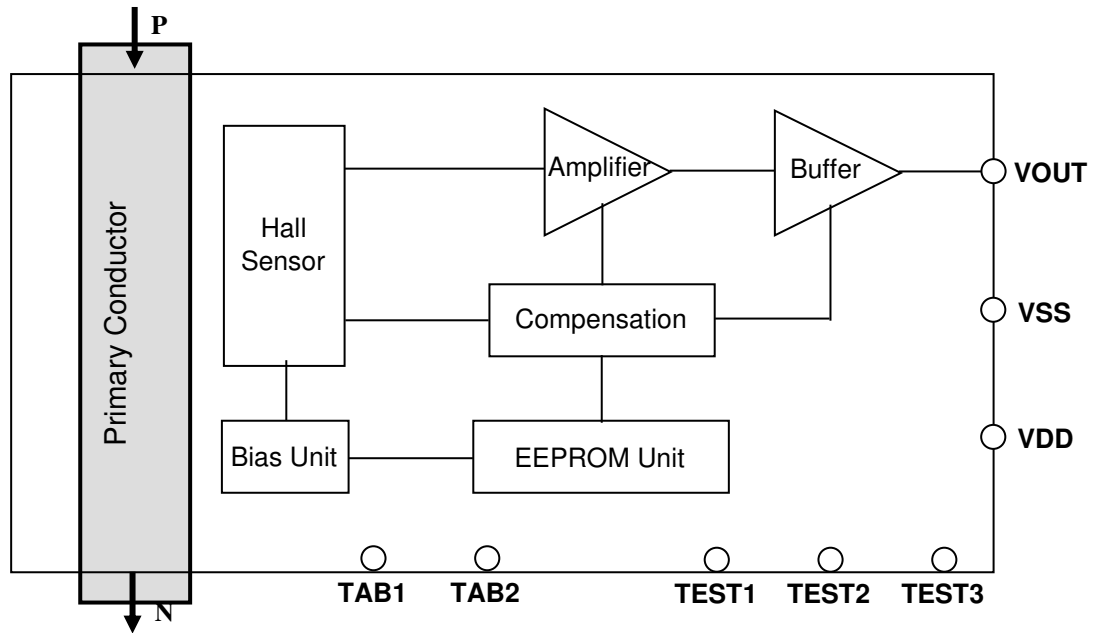 P
Primary Conductor
Hall
Sensor
Amplifier
Buffer
VOUT
Compensation
VSS
Bias Unit
EEPROM Unit
VDD
TAB1
TAB2
TEST1
TEST2
TEST3
N